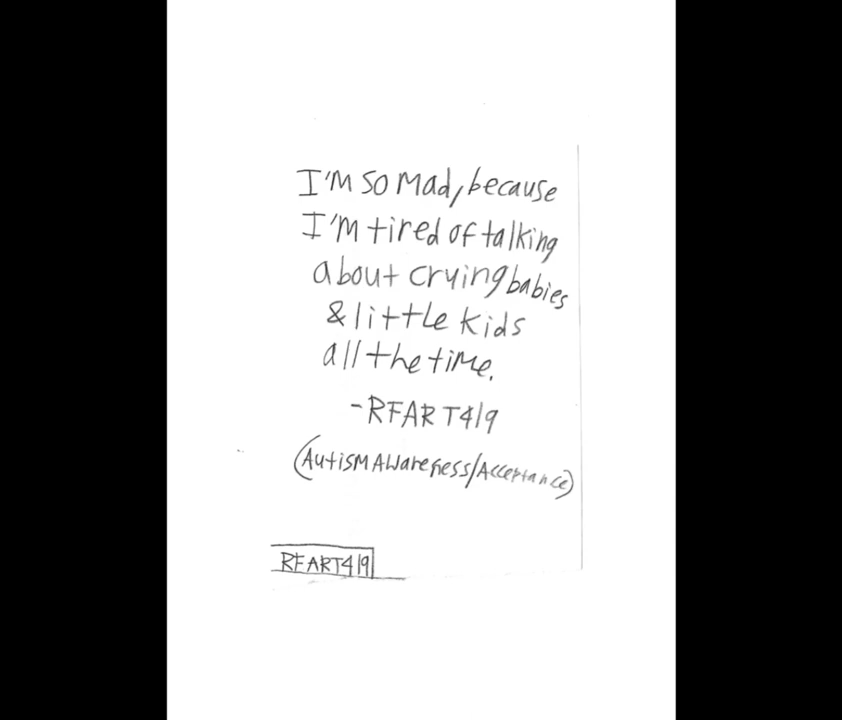 I'M SO Mad, because
I'M tired of talking
about crying babies
& little kids
all the time.
-RFART419
(Autism Awareness/Acceptance)
RFART419